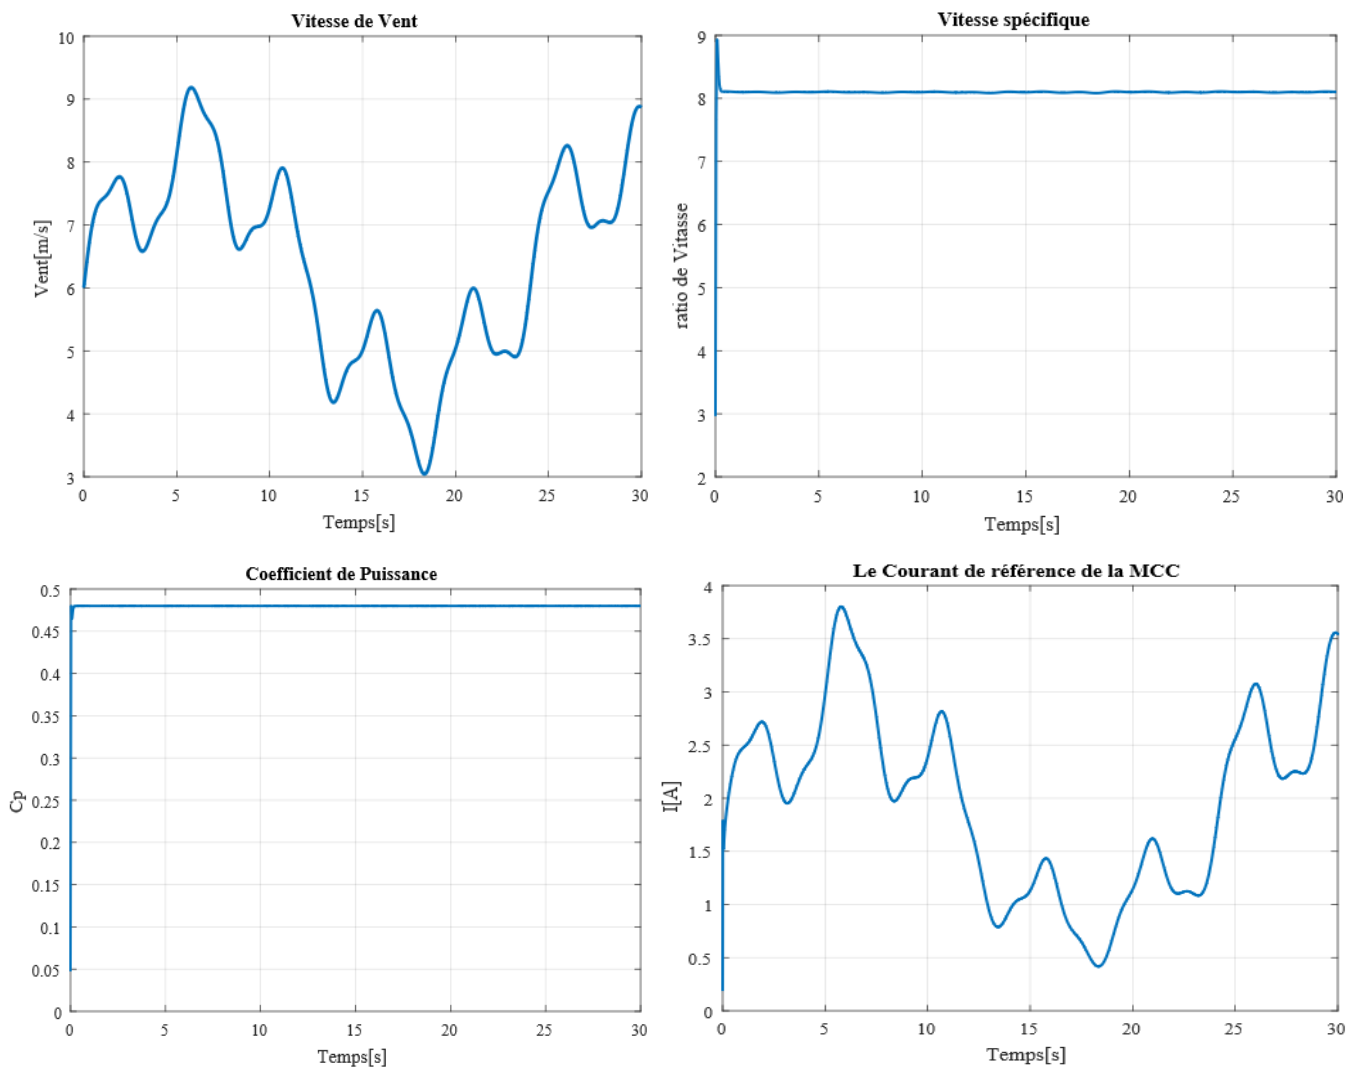 Vitesse de Vent
10
9
8
7
6
5
4
3
Vent[m/s]
0 5 10 15 20 25 30
Temps[s]
Vitesse spécifique
9
8
7
6
5
4
3
2
ratio de Vitasse
0 5 10 15 20 25 30
Temps[s]
Coefficient de Puissance
0.5
0.45
0.4
0.35
0.3
0.25
0.2
0.15
0.1
0.05
0
Cp
0 5 10 15 20 25 30
Temps[s]
Le Courant de référence de la MCC
4
3.5
3
2.5
2
1.5
1
0.5
0
I[A]
0 5 10 15 20 25 30
Temps[s]